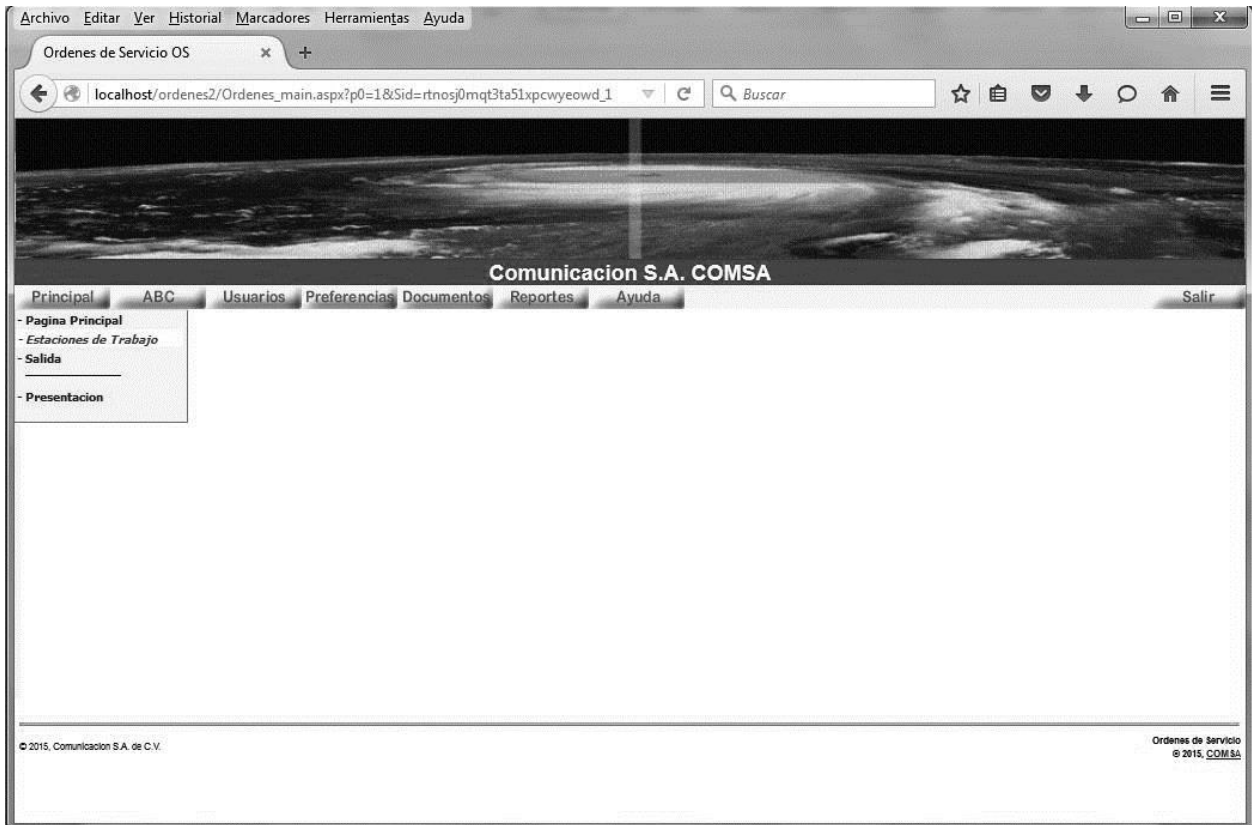 Archivo Editar Ver Historial Marcadores Herramientas Ayuda
Ordenes de Servicio OS
localhost/ordenes2/Ordenes_main.aspx?p0=1&Sid=rtnosj0mqt3ta51xpcwyeowd_1 Buscar
Comunicacion S.A. COMSA
Principal ABC Usuarios Preferencias Documentos Reportes Ayuda Salir
- Pagina Principal
- Estaciones de Trabajo
- Salida
- Presentacion
© 2015, Comunicacion S.A. de C.V.
Ordenes de Servicio
© 2015, COMSA